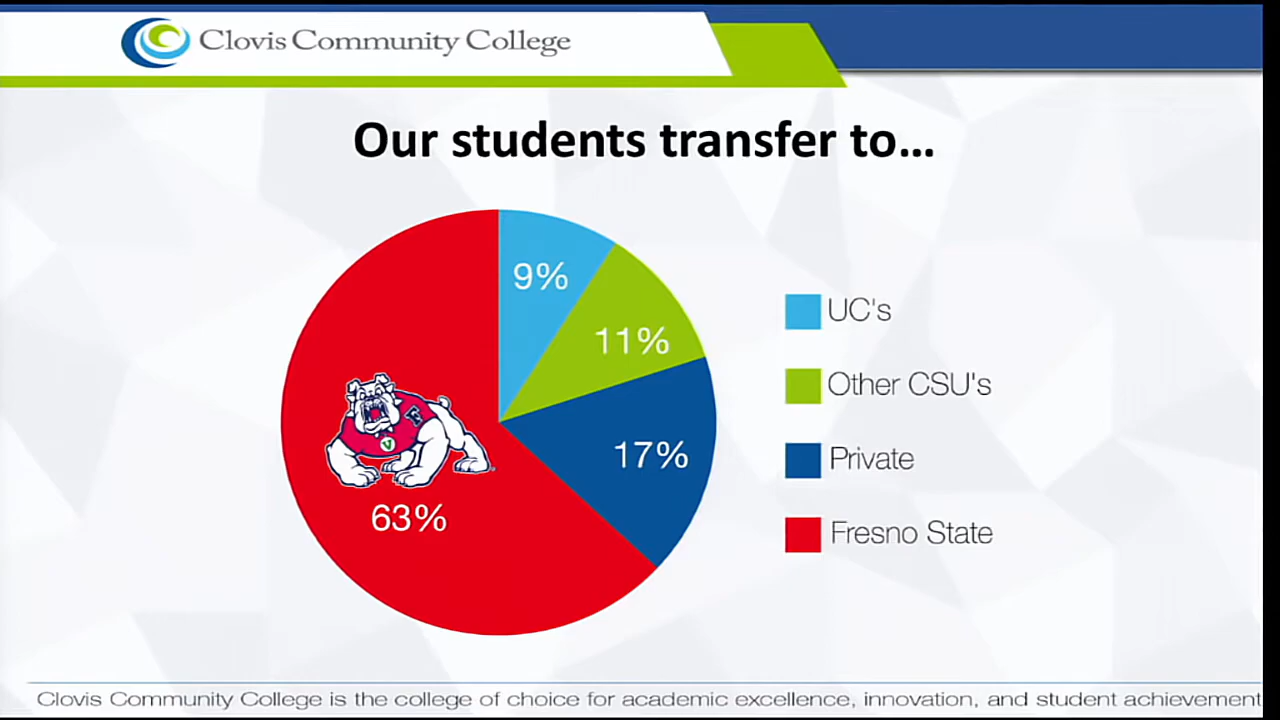 Clovis Community College
Our students transfer to...
9%
11%
17%
63%
UC's
Other CSU's
Private
Fresno State
Clovis Community College is the college of choice for academic excellence, innovation, and student achievement